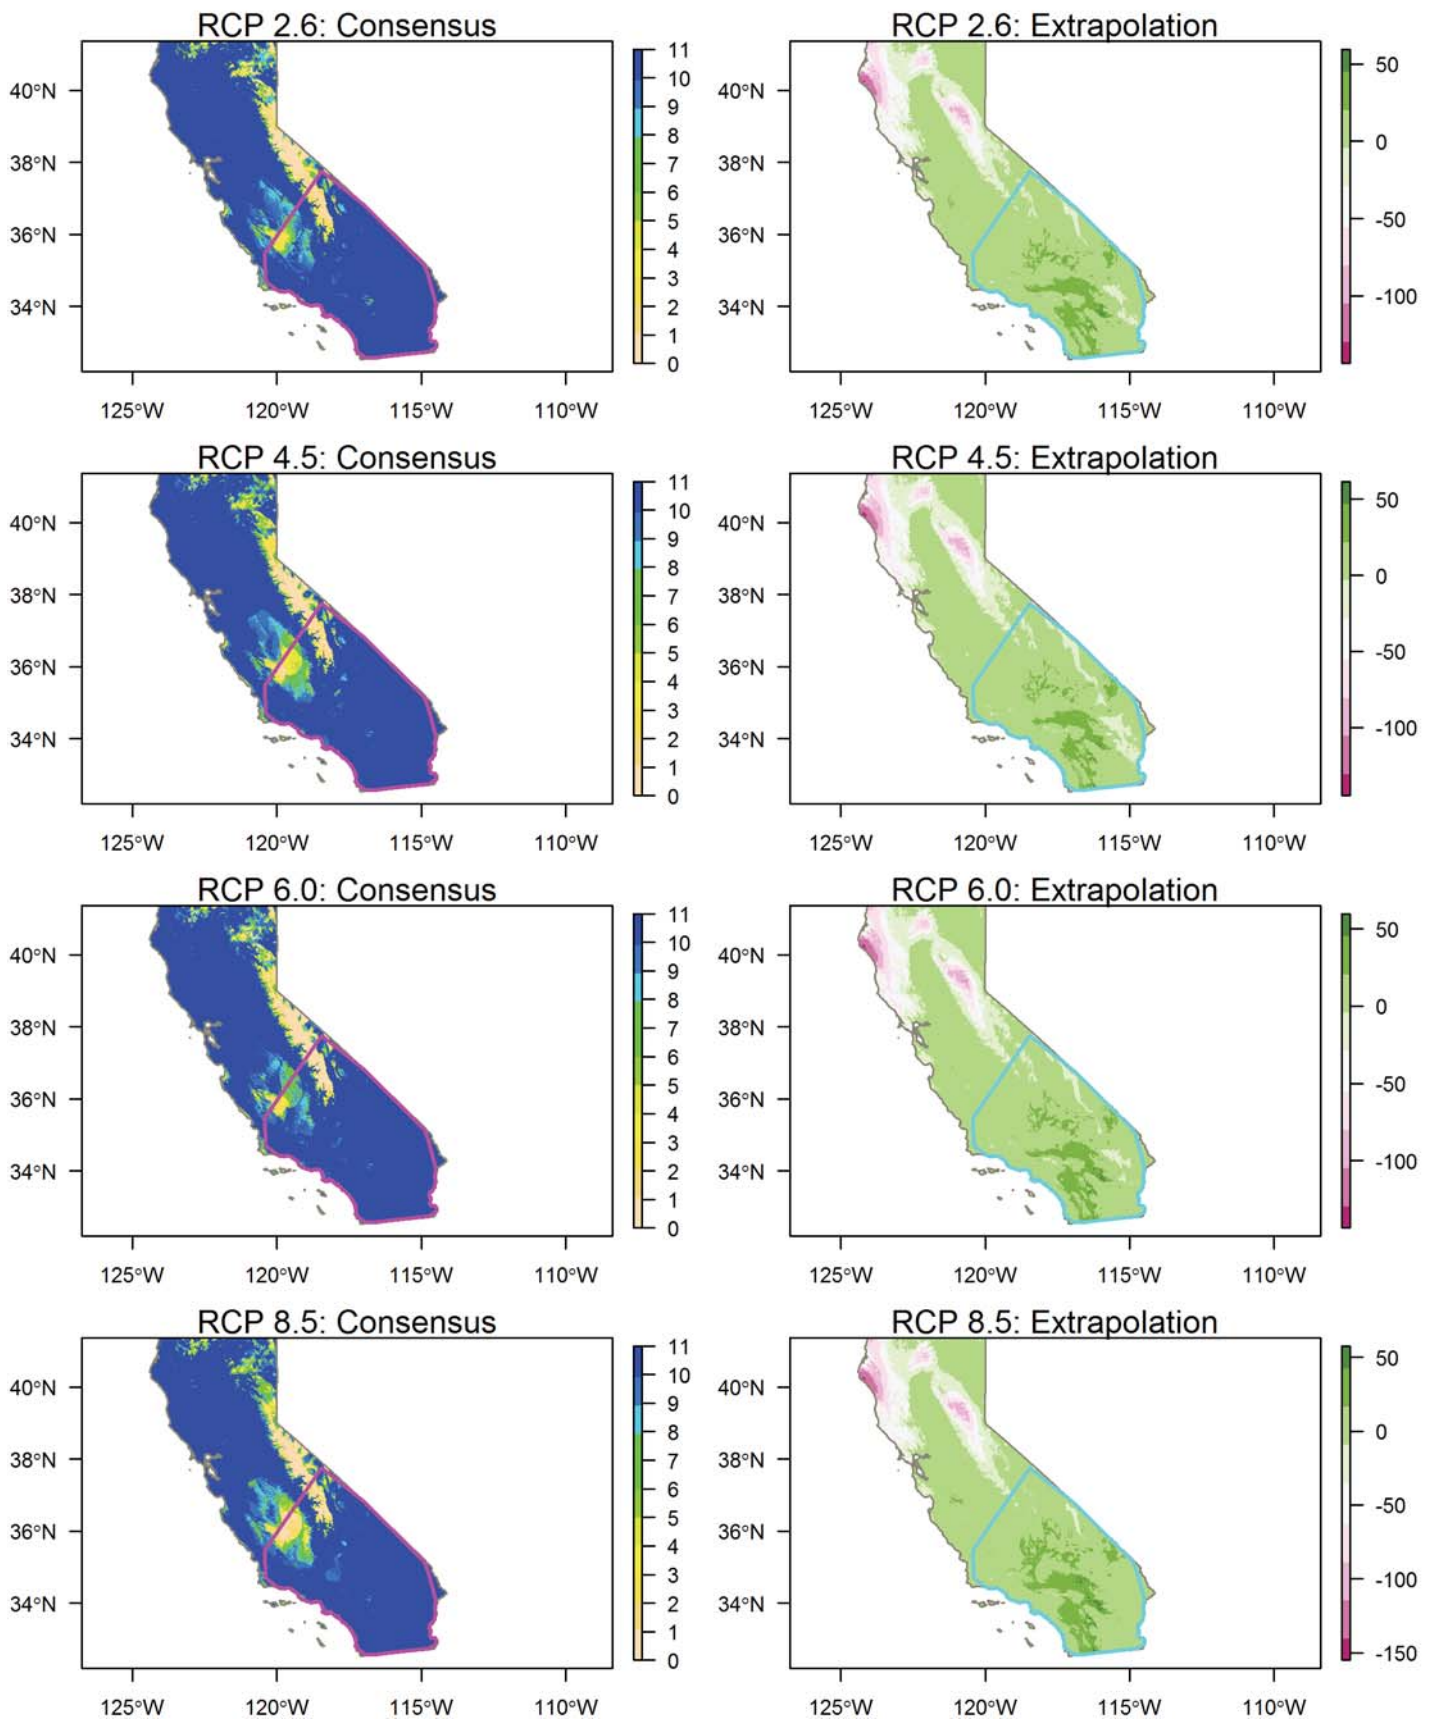 RCP 2.6: Consensus
40°N
38°N
36°N
34°N
125°W 120°W 115°W 110°W
11
10
9
8
7
6
5
4
3
2
1
0
RCP 2.6: Extrapolation
40°N
38°N
36°N
34°N
125°W 120°W 115°W 110°W
50
0
-50
-100
RCP 4.5: Consensus
40°N
38°N
36°N
34°N
125°W 120°W 115°W 110°W
11
10
9
8
7
6
5
4
3
2
1
0
RCP 4.5: Extrapolation
40°N
38°N
36°N
34°N
125°W 120°W 115°W 110°W
50
0
-50
-100
RCP 6.0: Consensus
40°N
38°N
36°N
34°N
125°W 120°W 115°W 110°W
11
10
9
8
7
6
5
4
3
2
1
0
RCP 6.0: Extrapolation
40°N
38°N
36°N
34°N
125°W 120°W 115°W 110°W
50
0
-50
-100
RCP 8.5: Consensus
40°N
38°N
36°N
34°N
125°W 120°W 115°W 110°W
11
10
9
8
7
6
5
4
3
2
1
0
RCP 8.5: Extrapolation
40°N
38°N
36°N
34°N
125°W 120°W 115°W 110°W
50
0
-50
-100
-150